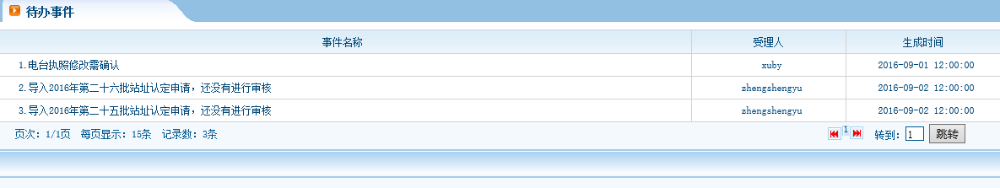 待办事件
事件名称 受理人 生成时间
1.电台执照修改需确认 xuby 2016-09-01 12:00:00
2.导入2016年第二十六批站址认定申请，还没有进行审核 zhengshengyu 2016-09-02 12:00:00
3.导入2016年第二十五批站址认定申请，还没有进行审核 zhengshengyu 2016-09-02 12:00:00
页次：1/1页 每页显示：15条 记录数：3条 1 转到：1 跳转